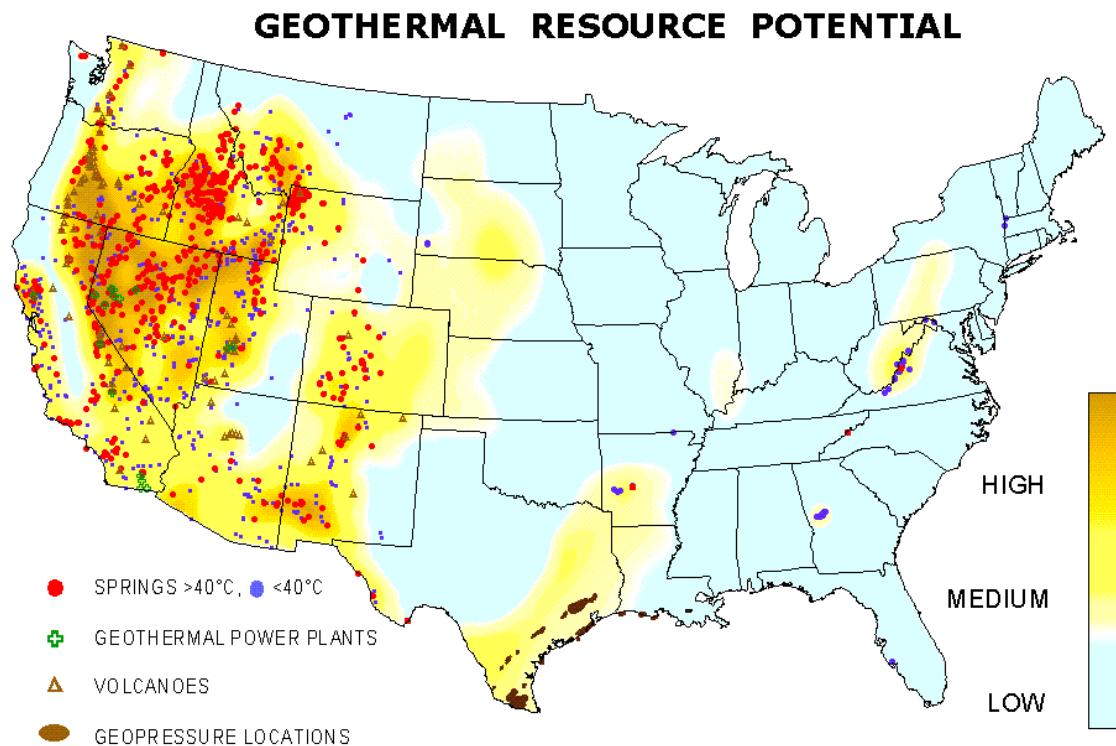 GEOTHERMAL RESOURCE POTENTIAL
HIGH
SPRINGS >40°C, <40°C
MEDIUM
GEOTHERMAL POWER PLANTS
VOLCANOES
LOW
GEOPRESSURE LOCATIONS